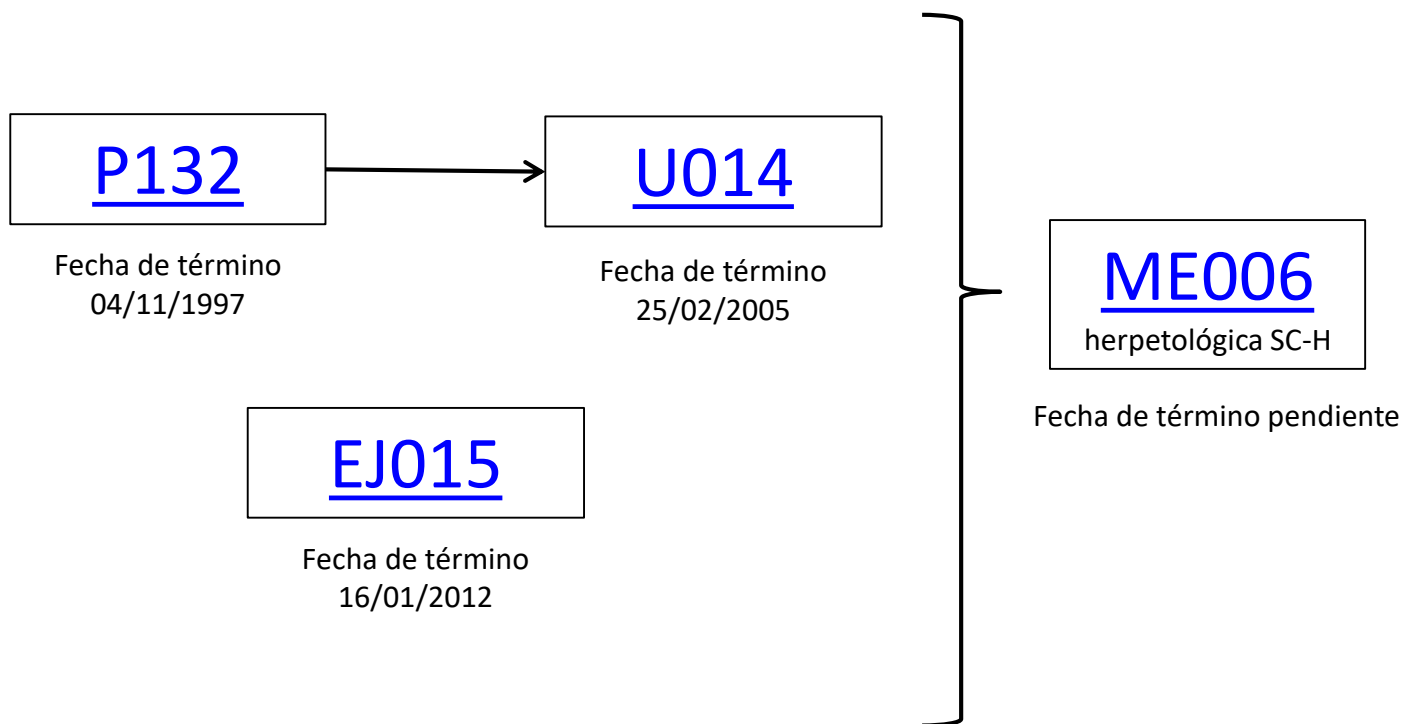 P132
Fecha de término
04/11/1997
U014
Fecha de término
25/02/2005
EJ015
Fecha de término
16/01/2012
ME006
herpetológica SC-H
Fecha de término pendiente